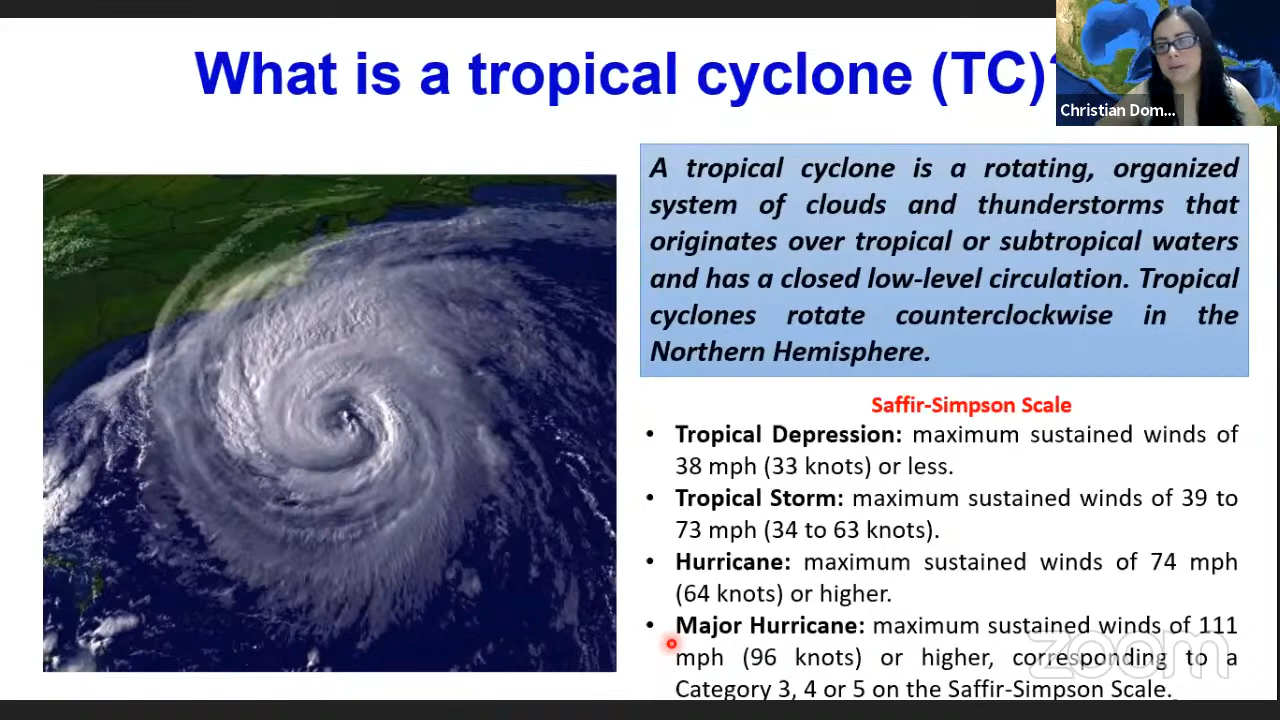 What is a tropical cyclone (TC)?
Christian Dom...
A tropical cyclone is a rotating, organized
system of clouds and thunderstorms that
originates over tropical or subtropical waters
and has a closed low-level circulation. Tropical
cyclones rotate counterclockwise in the
Northern Hemisphere.
Saffir-Simpson Scale
• Tropical Depression: maximum sustained winds of
38 mph (33 knots) or less.
• Tropical Storm: maximum sustained winds of 39 to
73 mph (34 to 63 knots).
• Hurricane: maximum sustained winds of 74 mph
(64 knots) or higher.
• Major Hurricane: maximum sustained winds of 111
mph (96 knots) or higher, corresponding to a
Category 3, 4 or 5 on the Saffir-Simpson Scale.
zoom